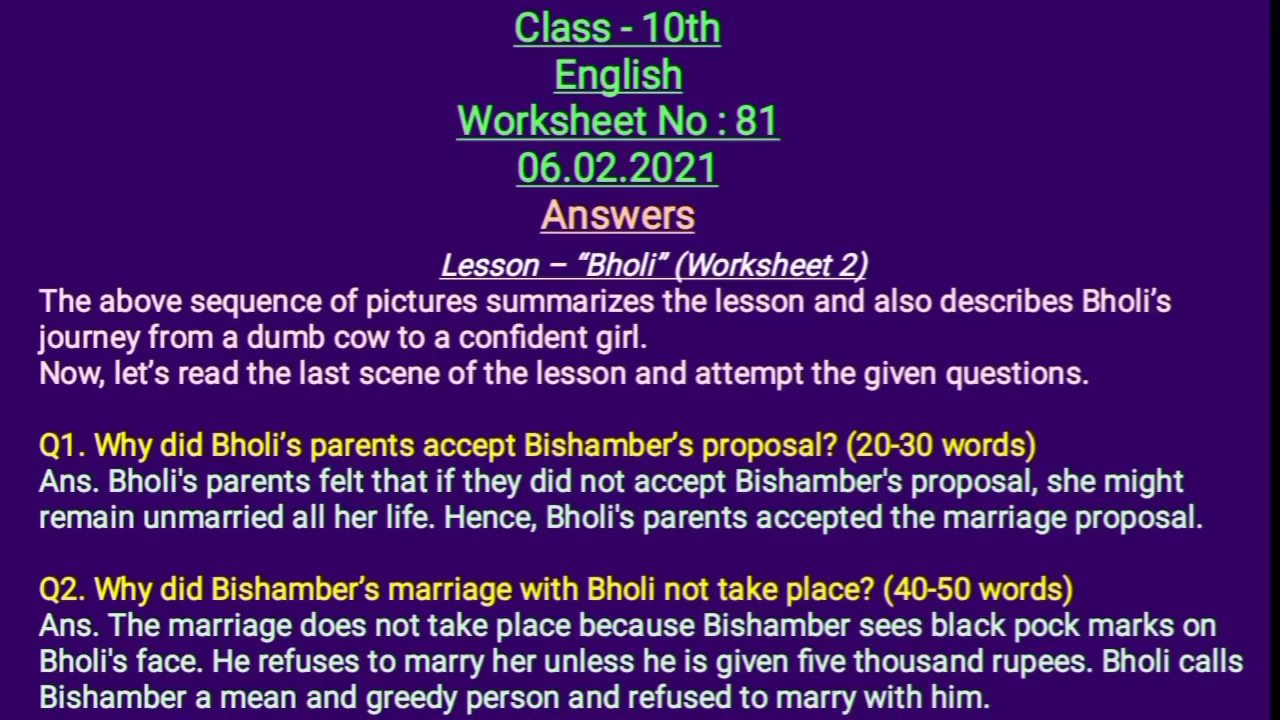 Class - 10th
English
Worksheet No : 81
06.02.2021
Answers
Lesson – “Bholi” (Worksheet 2)
The above sequence of pictures summarizes the lesson and also describes Bholi’s
journey from a dumb cow to a confident girl.
Now, let’s read the last scene of the lesson and attempt the given questions.
Q1. Why did Bholi’s parents accept Bishamber’s proposal? (20-30 words)
Ans. Bholi's parents felt that if they did not accept Bishamber's proposal, she might
remain unmarried all her life. Hence, Bholi's parents accepted the marriage proposal.
Q2. Why did Bishamber’s marriage with Bholi not take place? (40-50 words)
Ans. The marriage does not take place because Bishamber sees black pock marks on
Bholi's face. He refuses to marry her unless he is given five thousand rupees. Bholi calls
Bishamber a mean and greedy person and refused to marry with him.